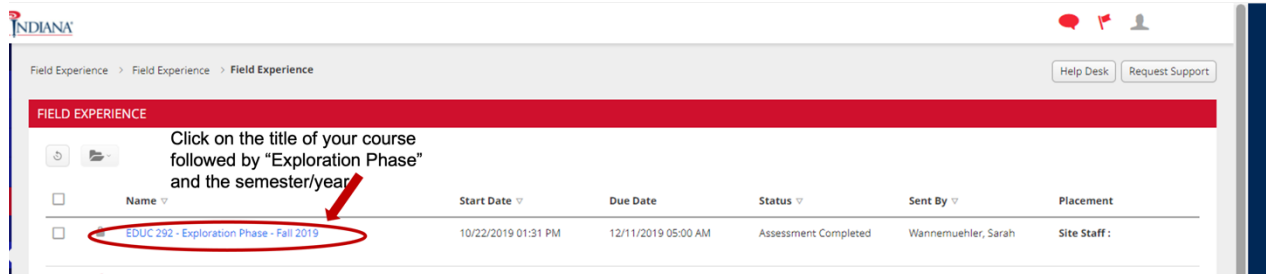 INDIANA
Field Experience > Field Experience > Field Experience
Help Desk Request Support
FIELD EXPERIENCE
Click on the title of your course
followed by “Exploration Phase”
and the semester/year
Name Start Date Due Date Status Sent By Placement
EDUC 292 - Exploration Phase - Fall 2019 10/22/2019 01:31 PM 12/11/2019 05:00 AM Assessment Completed Wannemuehler, Sarah Site Staff :